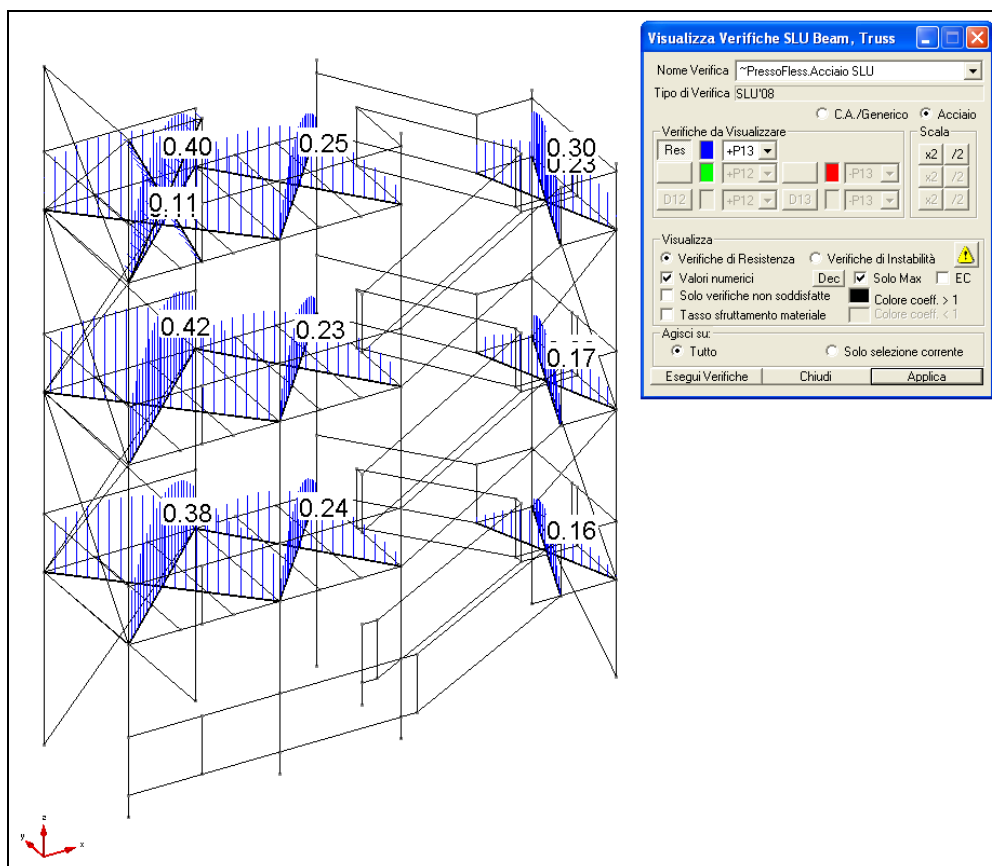 Visualizza Verifiche SLU Beam, Truss
Nome Verifica ~PressoFless.Acciaio SLU
Tipo di Verifica SLU'08
C.A./Generico Acciaio
Verifiche da Visualizzare Scala
Res +P13 x2 /2
+P12 -P13 x2 /2
D12 +P12 D13 -P13 x2 /2
Visualizza
Verifiche di Resistenza Verifiche di Instabilità
Valori numerici Dec Solo Max EC
Solo verifiche non soddisfatte Colore coeff. > 1
Tasso sfruttamento materiale Colore coeff. < 1
Agisci su:
Tutto Solo selezione corrente
Esegui Verifiche Chiudi Applica
0.40 0.25 0.30
0.23
0.11
0.42 0.23 0.17
0.38 0.24 0.16
z
y x